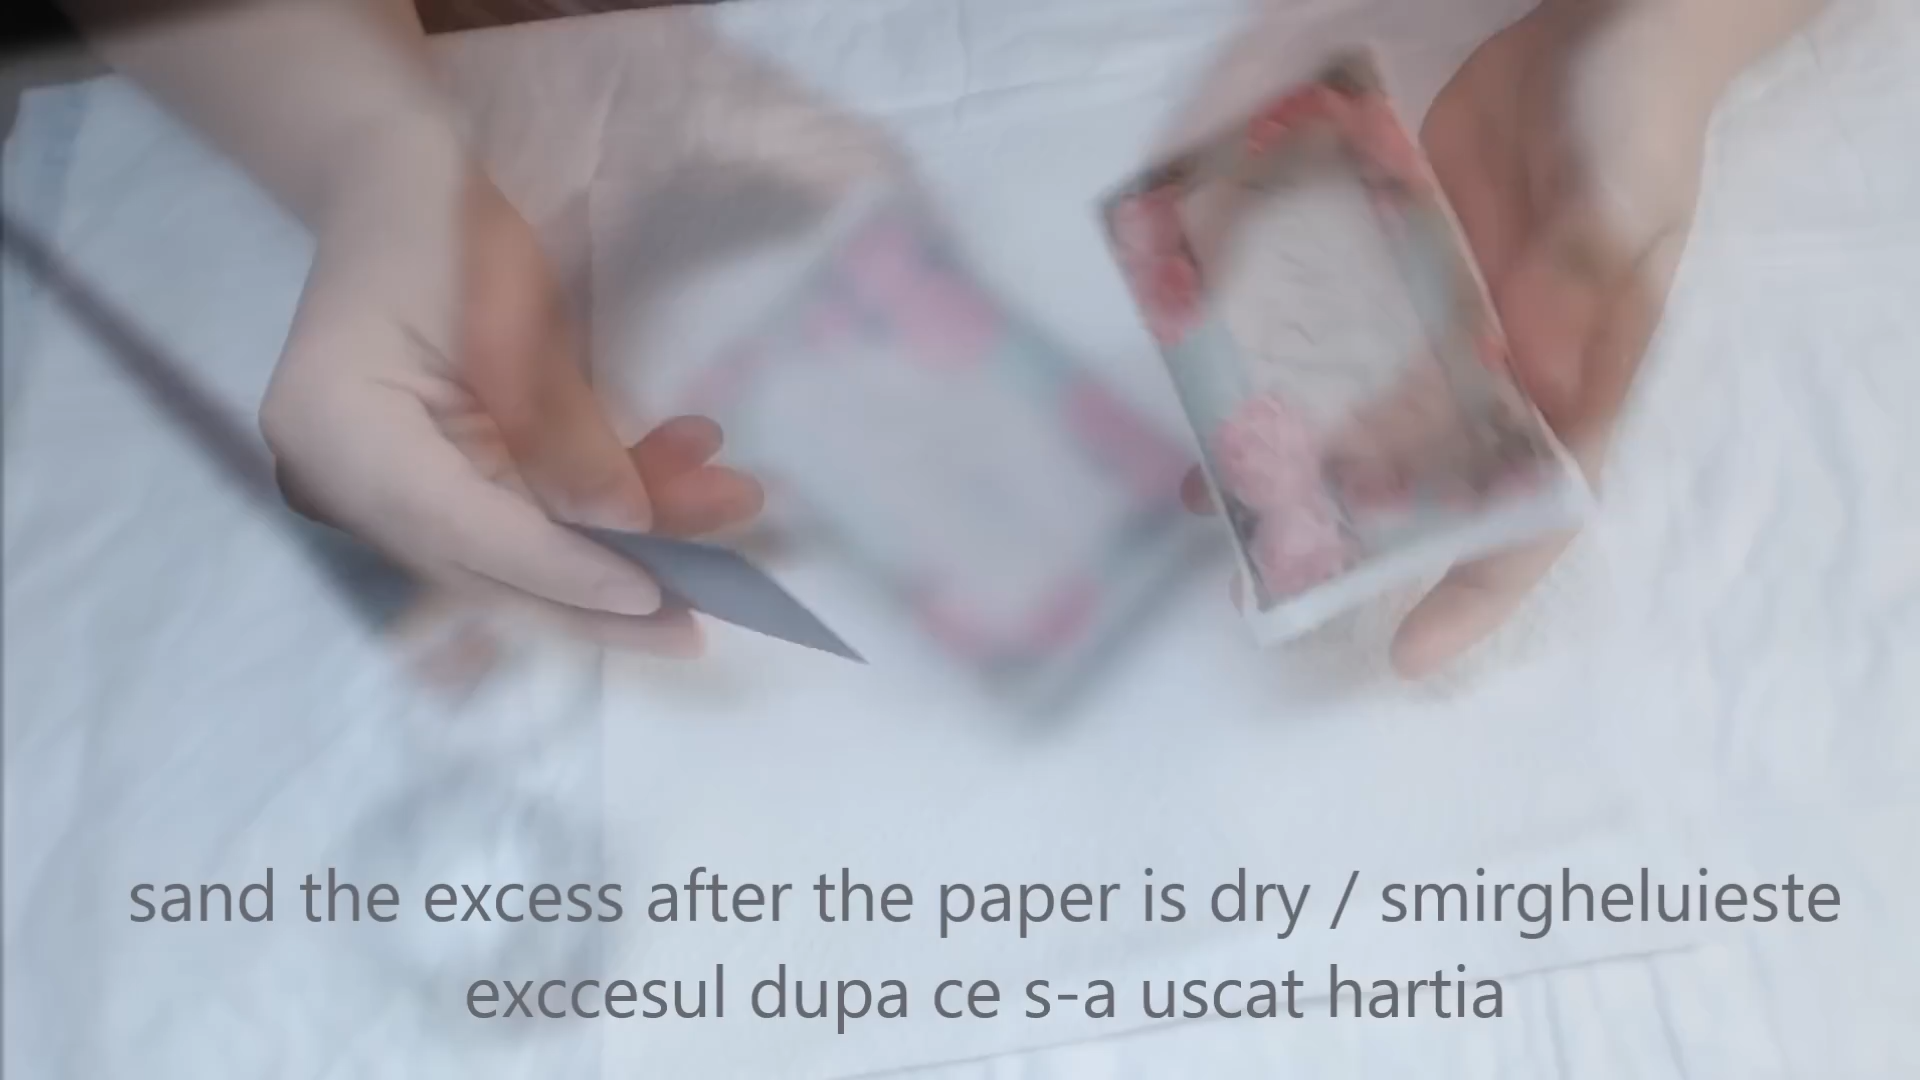 sand the excess after the paper is dry / smirgheluieste
exccesul dupa ce s-a uscat hartia